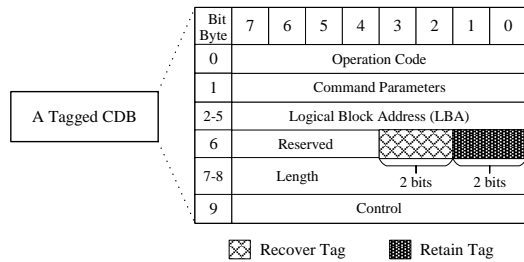 Bit
Byte
7 6 5 4 3 2 1 0
0 Operation Code
1 Command Parameters
A Tagged CDB
2-5 Logical Block Address (LBA)
6 Reserved
7-8 Length
2 bits 2 bits
9 Control
Recover Tag Retain Tag